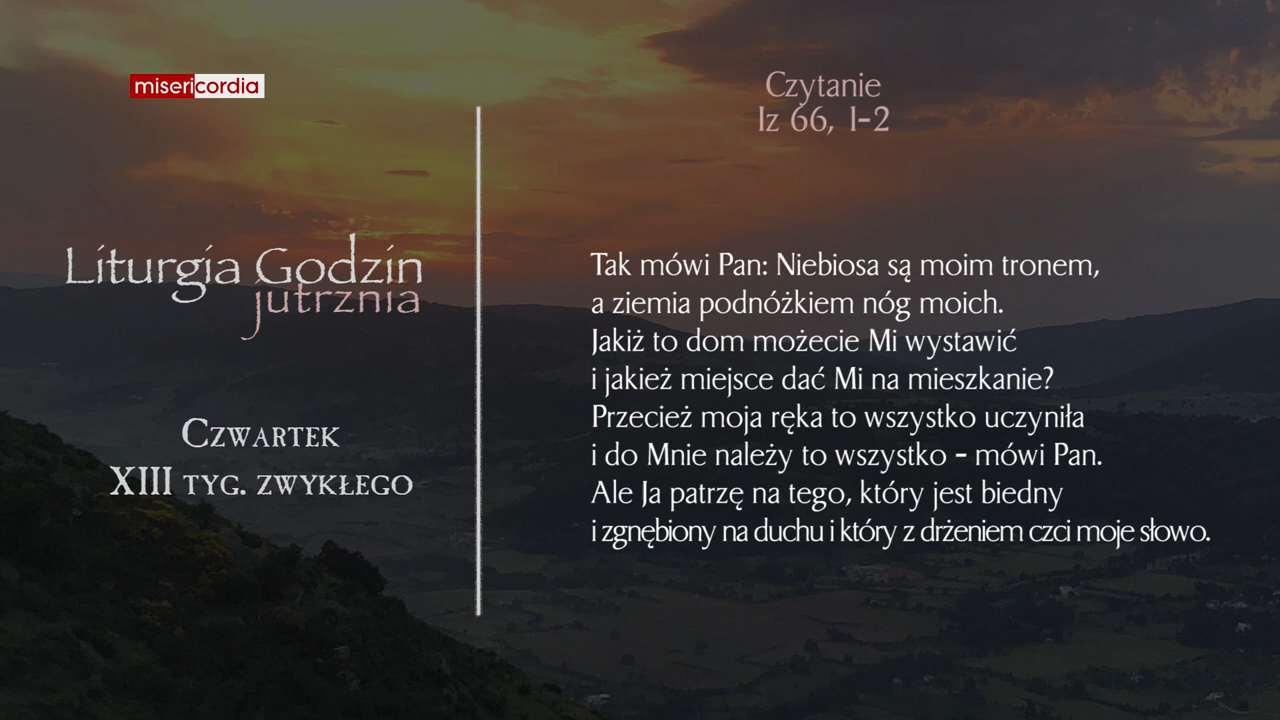 misericordia
Liturgia Godzin
jutrznia
Czwartek
XIII tyg. zwykłego
Czytanie
Iz 66, 1-2
Tak mówi Pan: Niebiosa są moim tronem,
a ziemia podnóżkiem nóg moich.
Jakiż to dom możecie Mi wystawić
i jakież miejsce dać Mi na mieszkanie?
Przecież moja ręka to wszystko uczyniła
i do Mnie należy to wszystko – mówi Pan.
Ale Ja patrzę na tego, który jest biedny
i zgnębiony na duchu i który z drżeniem czci moje słowo.